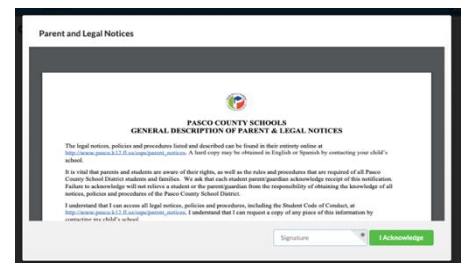 Parent and Legal Notices
PASCO COUNTY SCHOOLS
GENERAL DESCRIPTION OF PARENT & LEGAL NOTICES
The legal notices, policies and procedures listed and described can be found in their entirety online at
http://www.pasco.k12.fl.us/ssps/parent_notices. A hard copy may be obtained in English or Spanish by contacting your child's
school.
It is vital that parents and students are aware of their rights, as well as the rules and procedures that are required of all Pasco
County School District students and families. We ask that each student parent/guardian acknowledge receipt of this notification.
Failure to acknowledge will not relieve a student or the parent/guardian from the responsibility of obtaining the knowledge of all
notices, policies and procedures of the Pasco County School District.
I understand that I can access all legal notices, policies and procedures, including the Student Code of Conduct, at
http://www.pasco.k12.fl.us/ssps/parent_notices. I understand that I can request a copy of any piece of this information by
contacting my child's school.
Signature *
I Acknowledge